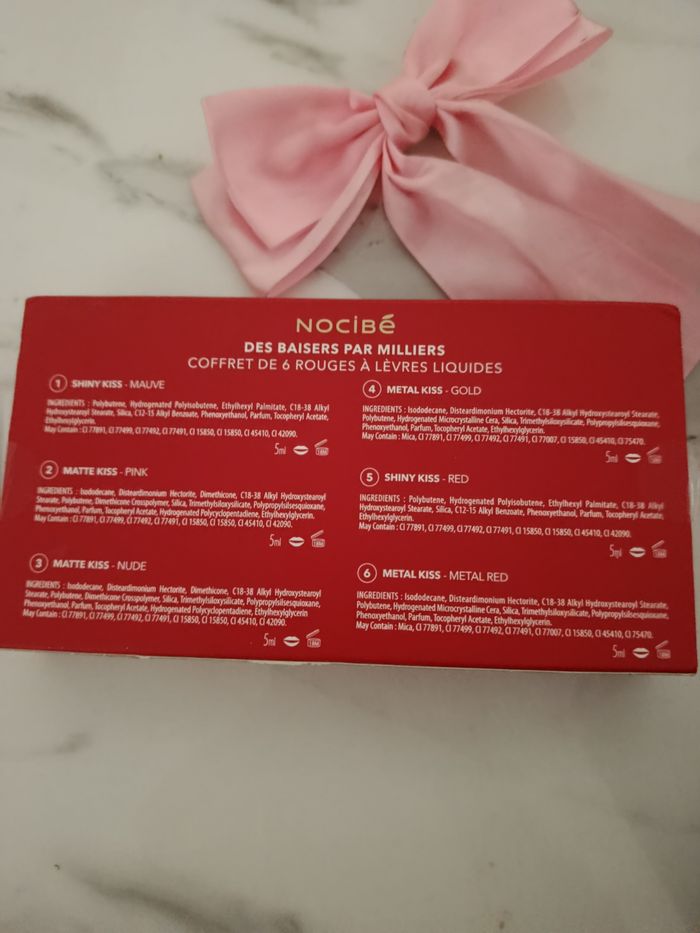 NOCIBÉ
DES BAISERS PAR MILLIERS
COFFRET DE 6 ROUGES À LÈVRES LIQUIDES
1 SHINY KISS - MAUVE
INGREDIENTS : Polybutene, Hydrogenated Polyisobutene, Ethylhexyl Palmitate, C18-38 Alkyl
Hydroxystearoyl Stearate, Silica, C12-15 Alkyl Benzoate, Phenoxyethanol, Parfum, Tocopheryl Acetate,
Ethylhexylglycerin.
May Contain : CI 77891, CI 77499, CI 77492, CI 77491, CI 15850, CI 15850, CI 45410, CI 42090.
5ml 18M
2 MATTE KISS - PINK
INGREDIENTS : Isododecane, Disteardimonium Hectorite, Dimethicone, C18-38 Alkyl Hydroxystearoyl
Stearate, Polybutene, Dimethicone Crosspolymer, Silica, Trimethylsiloxysilicate, Polypropylsilsesquioxane,
Phenoxyethanol, Parfum, Tocopheryl Acetate, Hydrogenated Polycyclopentadiene, Ethylhexylglycerin.
May Contain : CI 77891, CI 77499, CI 77492, CI 77491, CI 15850, CI 15850, CI 45410, CI 42090.
5ml 18M
3 MATTE KISS - NUDE
INGREDIENTS : Isododecane, Disteardimonium Hectorite, Dimethicone, C18-38 Alkyl Hydroxystearoyl
Stearate, Polybutene, Dimethicone Crosspolymer, Silica, Trimethylsiloxysilicate, Polypropylsilsesquioxane,
Phenoxyethanol, Parfum, Tocopheryl Acetate, Hydrogenated Polycyclopentadiene, Ethylhexylglycerin.
May Contain : CI 77891, CI 77499, CI 77492, CI 77491, CI 15850, CI 15850, CI 45410, CI 42090.
5ml 18M
4 METAL KISS - GOLD
INGREDIENTS : Isododecane, Disteardimonium Hectorite, C18-38 Alkyl Hydroxystearoyl Stearate,
Polybutene, Hydrogenated Microcrystalline Cera, Silica, Trimethylsiloxysilicate, Polypropylsilsesquioxane,
Phenoxyethanol, Parfum, Tocopheryl Acetate, Ethylhexylglycerin.
May Contain : Mica, CI 77891, CI 77499, CI 77492, CI 77491, CI 77007, CI 15850, CI 45410, CI 75470.
5ml
5 SHINY KISS - RED
INGREDIENTS : Polybutene, Hydrogenated Polyisobutene, Ethylhexyl Palmitate, C18-38 Alkyl
Hydroxystearoyl Stearate, Silica, C12-15 Alkyl Benzoate, Phenoxyethanol, Parfum, Tocopheryl Acetate,
Ethylhexylglycerin.
May Contain : CI 77891, CI 77499, CI 77492, CI 77491, CI 15850, CI 15850, CI 45410, CI 42090.
5ml 18M
6 METAL KISS - METAL RED
INGREDIENTS : Isododecane, Disteardimonium Hectorite, C18-38 Alkyl Hydroxystearoyl Stearate,
Polybutene, Hydrogenated Microcrystalline Cera, Silica, Trimethylsiloxysilicate, Polypropylsilsesquioxane,
Phenoxyethanol, Parfum, Tocopheryl Acetate, Ethylhexylglycerin.
May Contain : Mica, CI 77891, CI 77499, CI 77492, CI 77491, CI 77007, CI 15850, CI 45410, CI 75470.
5ml 18M